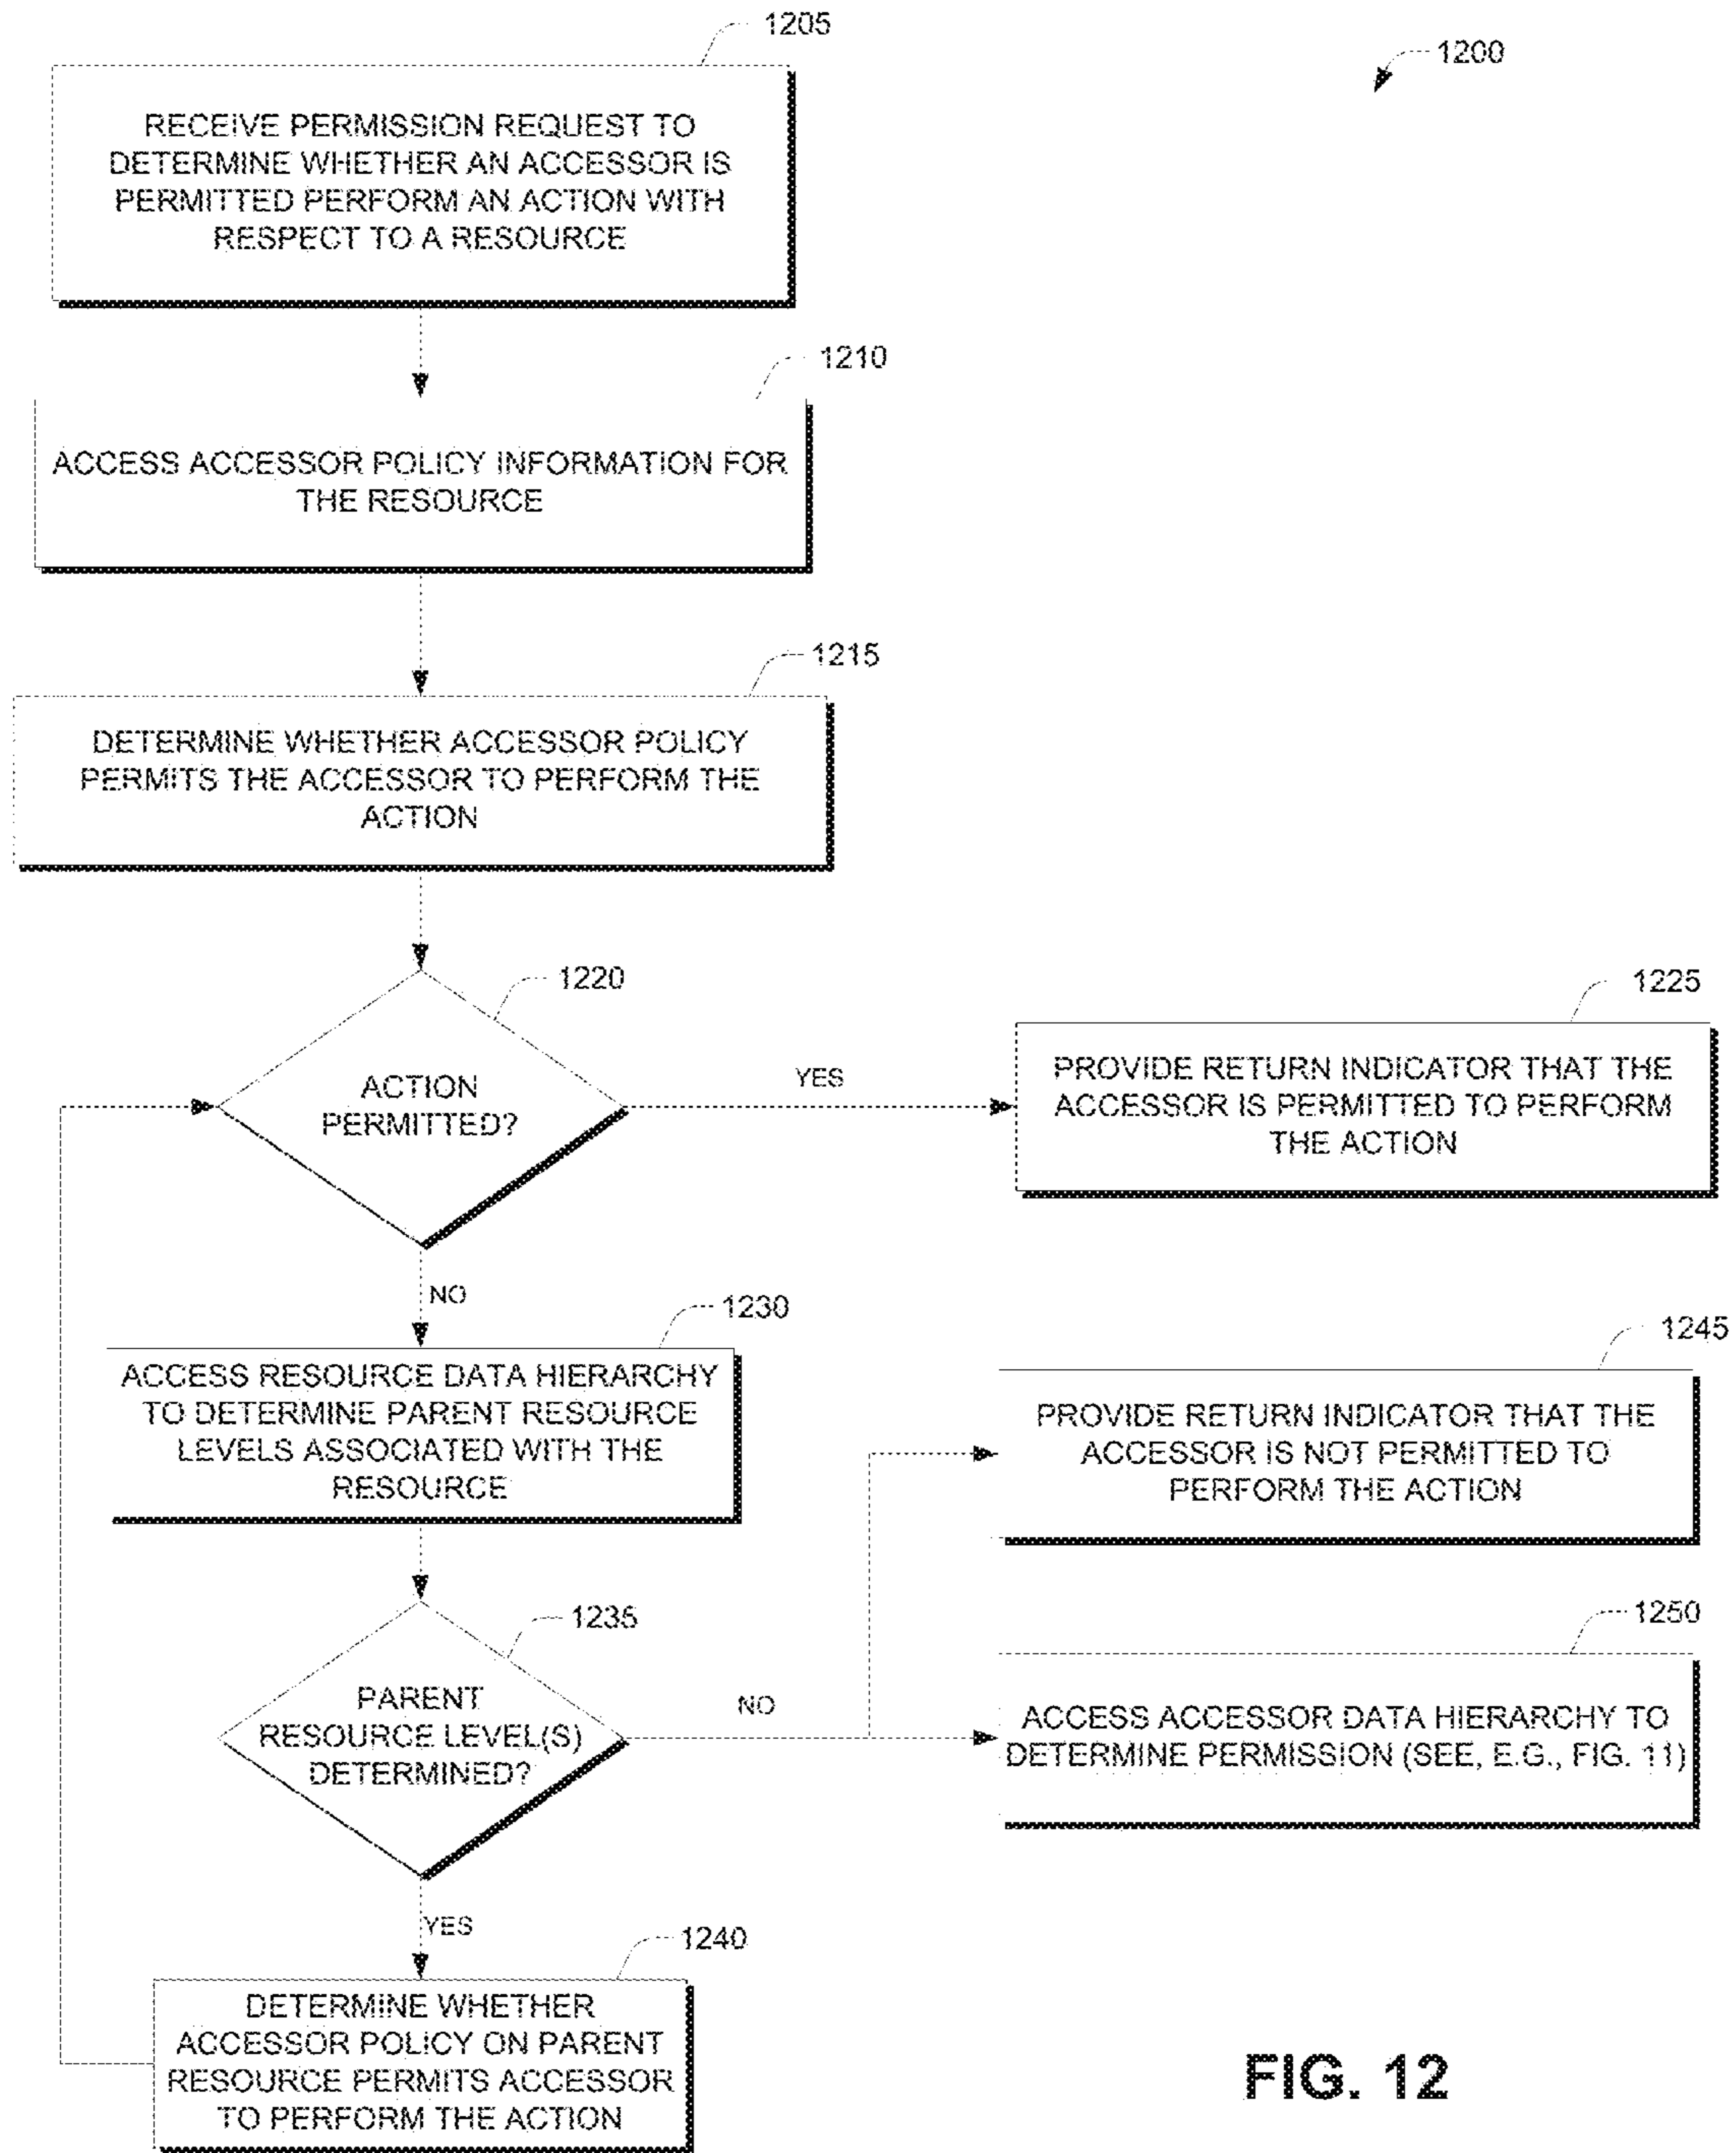 1205
1200
RECEIVE PERMISSION REQUEST TO
DETERMINE WHETHER AN ACCESSOR IS
PERMITTED PERFORM AN ACTION WITH
RESPECT TO A RESOURCE
1210
ACCESS ACCESSOR POLICY INFORMATION FOR
THE RESOURCE
1215
DETERMINE WHETHER ACCESSOR POLICY
PERMITS THE ACCESSOR TO PERFORM THE
ACTION
1220
ACTION
PERMITTED?
YES
1225
PROVIDE RETURN INDICATOR THAT THE
ACCESSOR IS PERMITTED TO PERFORM
THE ACTION
NO
1230
ACCESS RESOURCE DATA HIERARCHY
TO DETERMINE PARENT RESOURCE
LEVELS ASSOCIATED WITH THE
RESOURCE
1245
PROVIDE RETURN INDICATOR THAT THE
ACCESSOR IS NOT PERMITTED TO
PERFORM THE ACTION
1235
PARENT
RESOURCE LEVEL(S)
DETERMINED?
NO
1250
ACCESS ACCESSOR DATA HIERARCHY TO
DETERMINE PERMISSION (SEE, E.G., FIG. 11)
YES
1240
DETERMINE WHETHER
ACCESSOR POLICY ON PARENT
RESOURCE PERMITS ACCESSOR
TO PERFORM THE ACTION
FIG. 12